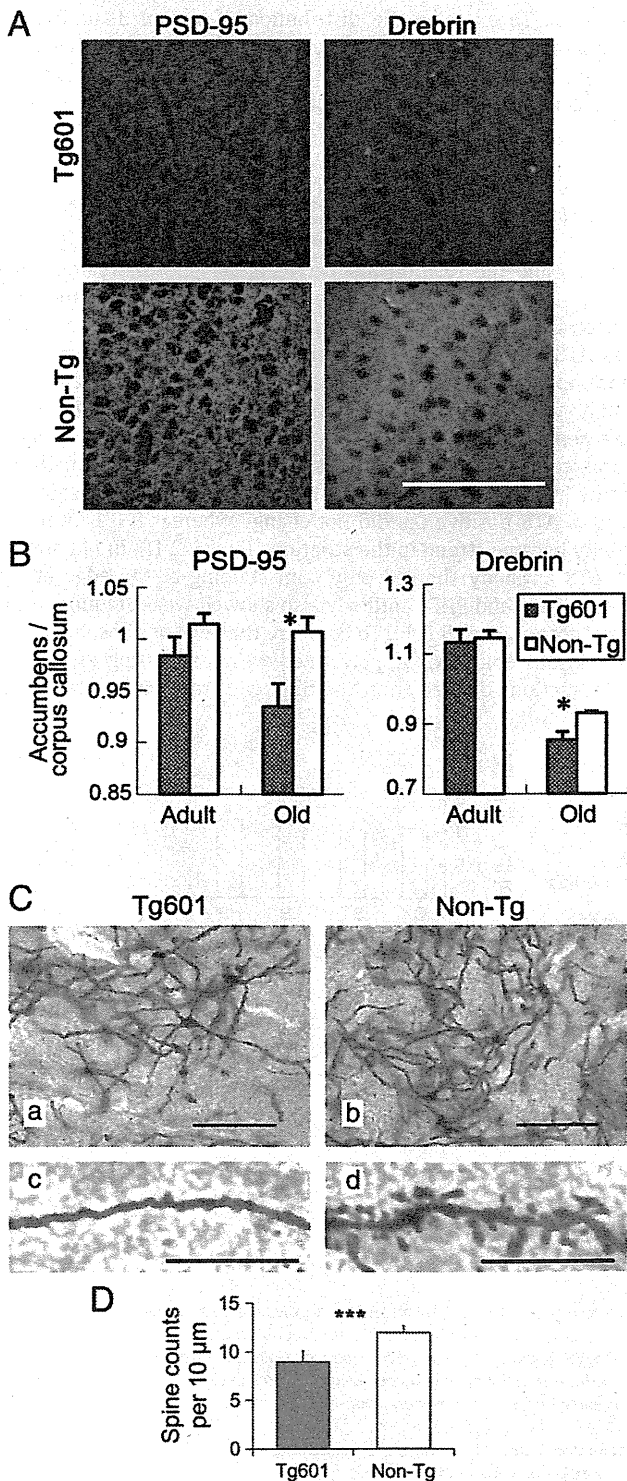 A
PSD-95 Drebrin
Tg601
Non-Tg
B
PSD-95
Accumbens / corpus callosum
1.05
1
0.95
0.9
0.85
*
Adult Old
Drebrin
1.3
1.1
0.9
0.7
Tg601
Non-Tg
*
Adult Old
C
Tg601 Non-Tg
a
b
c
d
D
Spine counts
per 10 µm
15
10
5
0
***
Tg601 Non-Tg